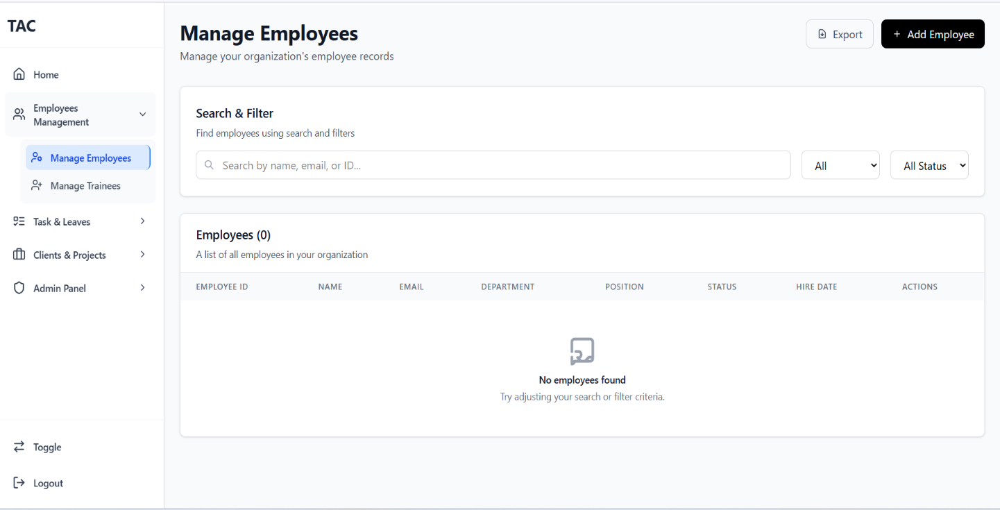 TAC
Home
Employees
Management
Manage Employees
Manage Trainees
Task & Leaves
Clients & Projects
Admin Panel
Toggle
Logout
Manage Employees
Manage your organization's employee records
Export
+ Add Employee
Search & Filter
Find employees using search and filters
Search by name, email, or ID...
All
All Status
Employees (0)
A list of all employees in your organization
EMPLOYEE ID NAME EMAIL DEPARTMENT POSITION STATUS HIRE DATE ACTIONS
No employees found
Try adjusting your search or filter criteria.